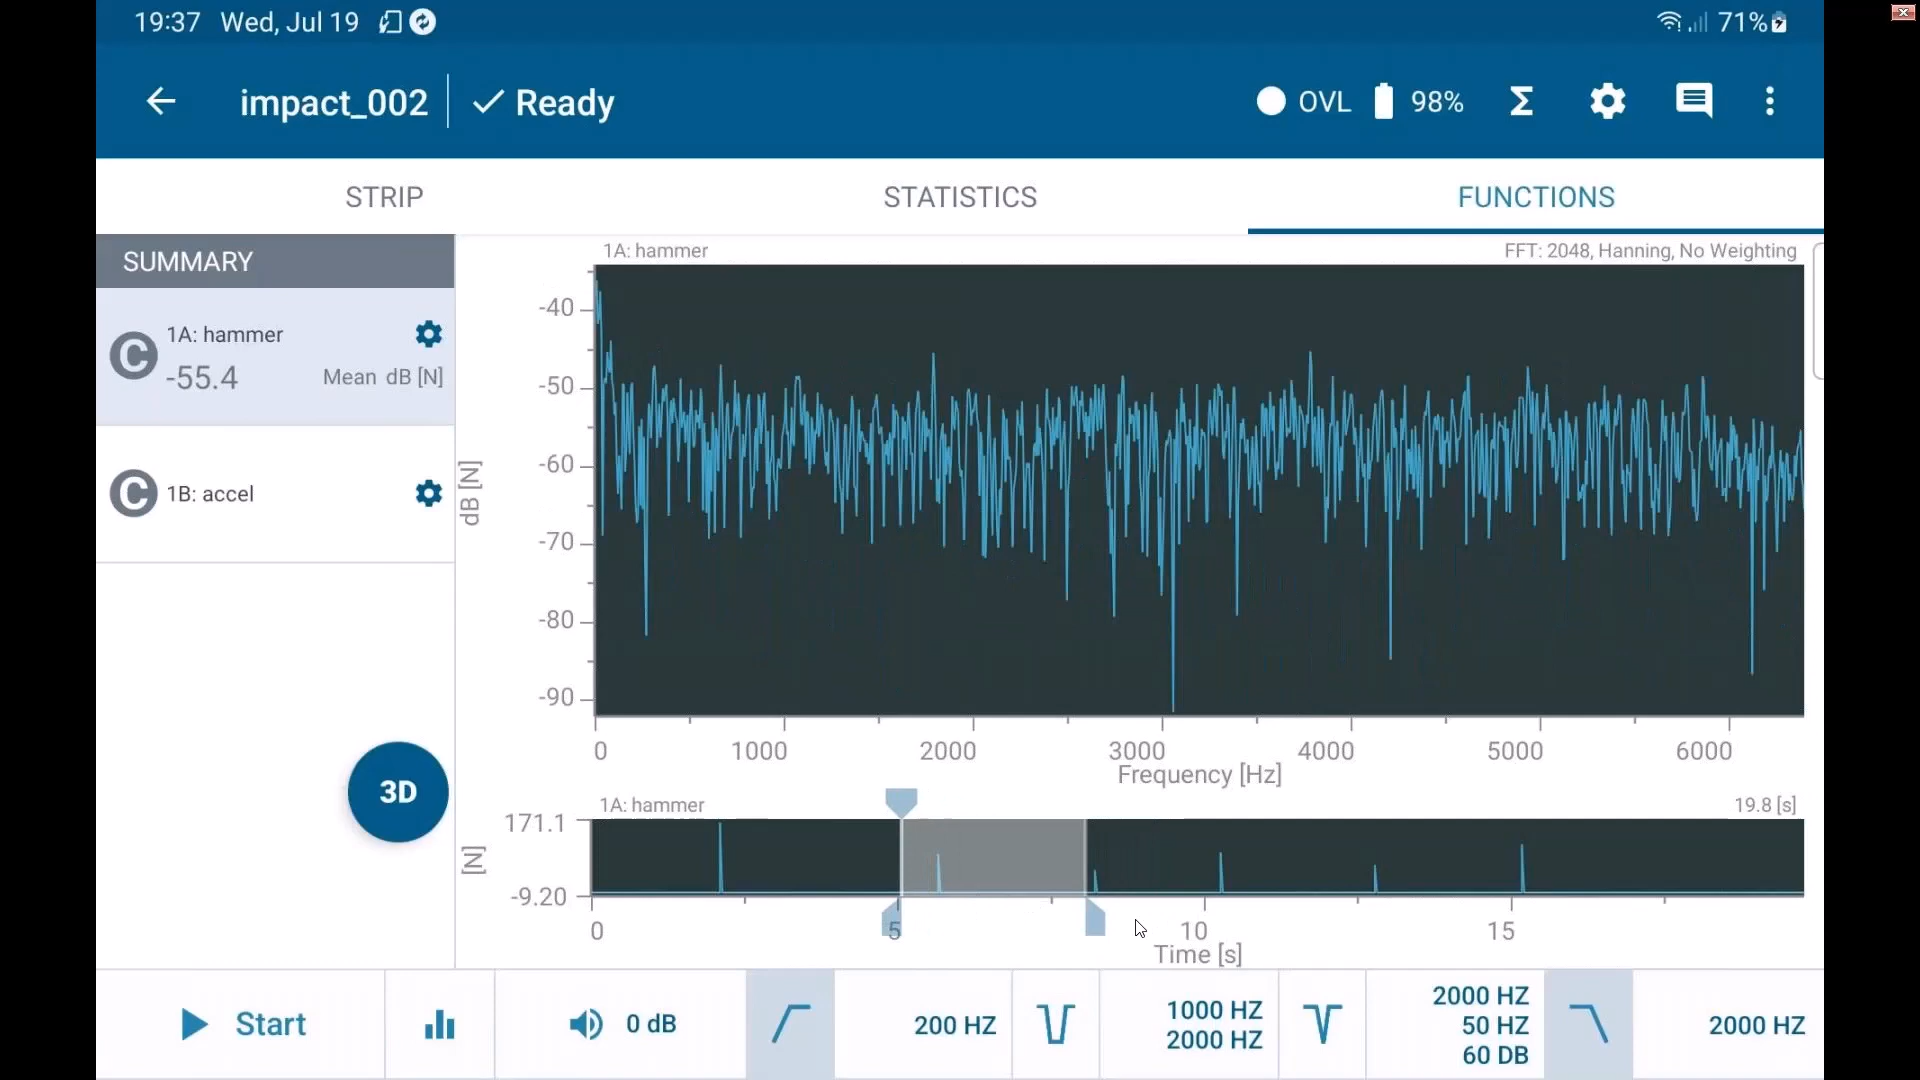 19:37 Wed, Jul 19
71%
impact_002
Ready
OVL
98%
STRIP
STATISTICS
FUNCTIONS
SUMMARY
1A: hammer
-55.4
Mean dB [N]
1B: accel
3D
1A: hammer
FFT: 2048, Hanning, No Weighting
-40
-50
-60
-70
-80
-90
dB [N]
0 1000 2000 3000 4000 5000 6000
Frequency [Hz]
1A: hammer
19.8 [s]
171.1
-9.20
[N]
0 5 10 15
Time [s]
Start
0 dB
200 HZ
1000 HZ
2000 HZ
2000 HZ
50 HZ
60 DB
2000 HZ